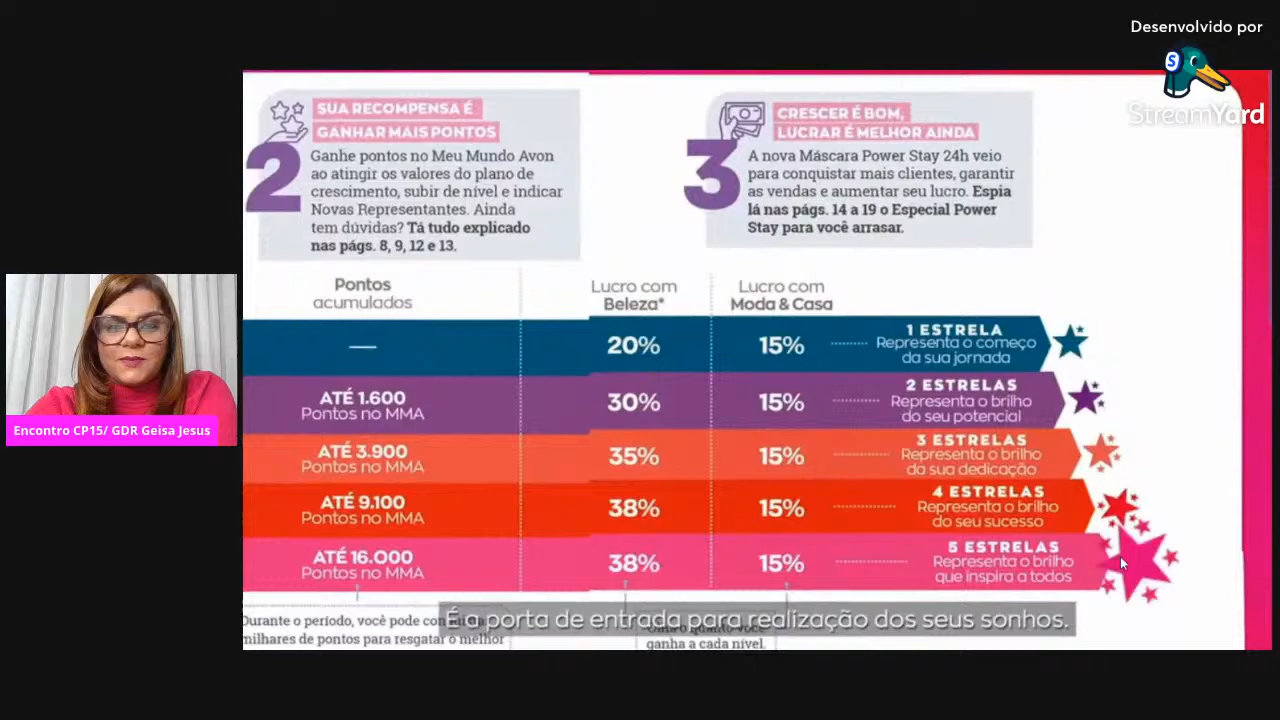 Desenvolvido por
StreamYard
SUA RECOMPENSA É
GANHAR MAIS PONTOS
2
Ganhe pontos no Meu Mundo Avon
ao atingir os valores do plano de
crescimento, subir de nível e indicar
Novas Representantes. Ainda
tem dúvidas? Tá tudo explicado
nas págs. 8, 9, 12 e 13.
CRESCER É BOM,
LUCRAR É MELHOR AINDA
3
A nova Máscara Power Stay 24h veio
para conquistar mais clientes, garantir
as vendas e aumentar seu lucro. Espia
lá nas págs. 14 a 19 o Especial Power
Stay para você arrasar.
Pontos
acumulados
Lucro com
Beleza*
Lucro com
Moda & Casa
— 20% 15% 1 ESTRELA
Representa o começo
da sua jornada
ATÉ 1.600
Pontos no MMA
30% 15% 2 ESTRELAS
Representa o brilho
do seu potencial
ATÉ 3.900
Pontos no MMA
35% 15% 3 ESTRELAS
Representa o brilho
da sua dedicação
ATÉ 9.100
Pontos no MMA
38% 15% 4 ESTRELAS
Representa o brilho
do seu sucesso
ATÉ 16.000
Pontos no MMA
38% 15% 5 ESTRELAS
Representa o brilho
que inspira a todos
Encontro CP15/ GDR Geisa Jesus
Durante o período, você pode
milhares de pontos para resgatar o melhor
É a porta de entrada para realização dos seus sonhos.
quanto você
ganha a cada nível.